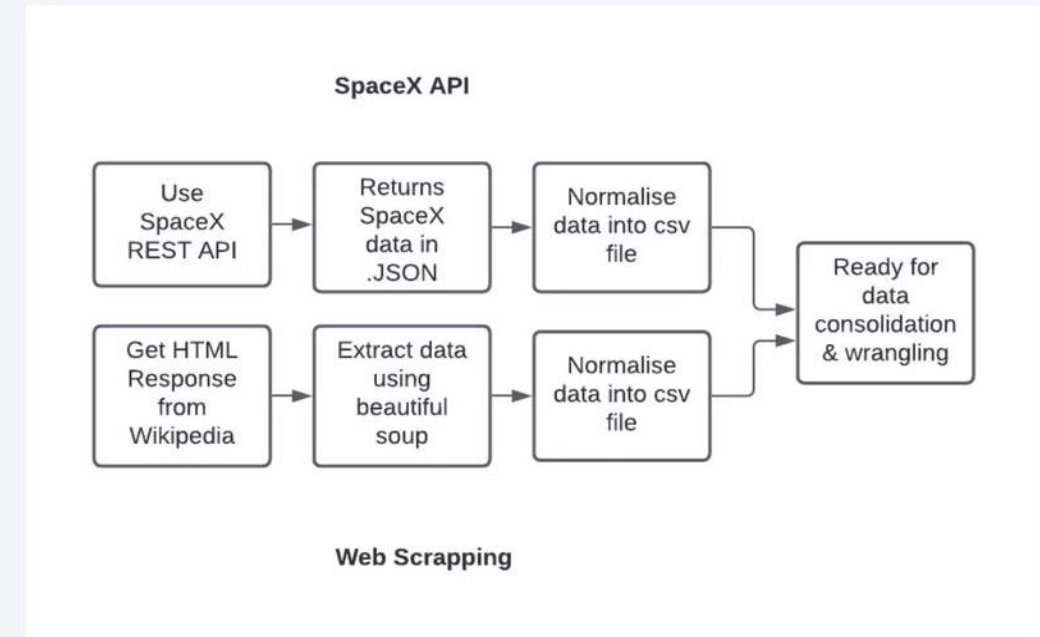 SpaceX API
Use
SpaceX
REST API
Returns
SpaceX
data in
.JSON
Normalise
data into csv
file
Get HTML
Response
from
Wikipedia
Extract data
using
beautiful
soup
Normalise
data into csv
file
Ready for
data
consolidation
& wrangling
Web Scrapping